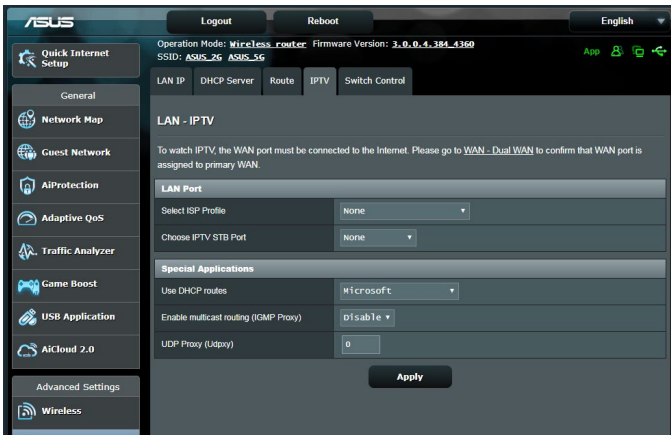 ASUS
Logout
Reboot
English
Quick Internet
Setup
General
Network Map
Guest Network
AiProtection
Adaptive QoS
Traffic Analyzer
Game Boost
USB Application
AiCloud 2.0
Advanced Settings
Wireless
Operation Mode: Wireless router Firmware Version: 3.0.0.4.384_4360
SSID: ASUS_2G ASUS_5G
App
LAN IP DHCP Server Route IPTV Switch Control
LAN - IPTV
To watch IPTV, the WAN port must be connected to the Internet. Please go to WAN - Dual WAN to confirm that WAN port is
assigned to primary WAN.
LAN Port
Select ISP Profile None
Choose IPTV STB Port None
Special Applications
Use DHCP routes Microsoft
Enable multicast routing (IGMP Proxy) Disable
UDP Proxy (Udpxy) 0
Apply